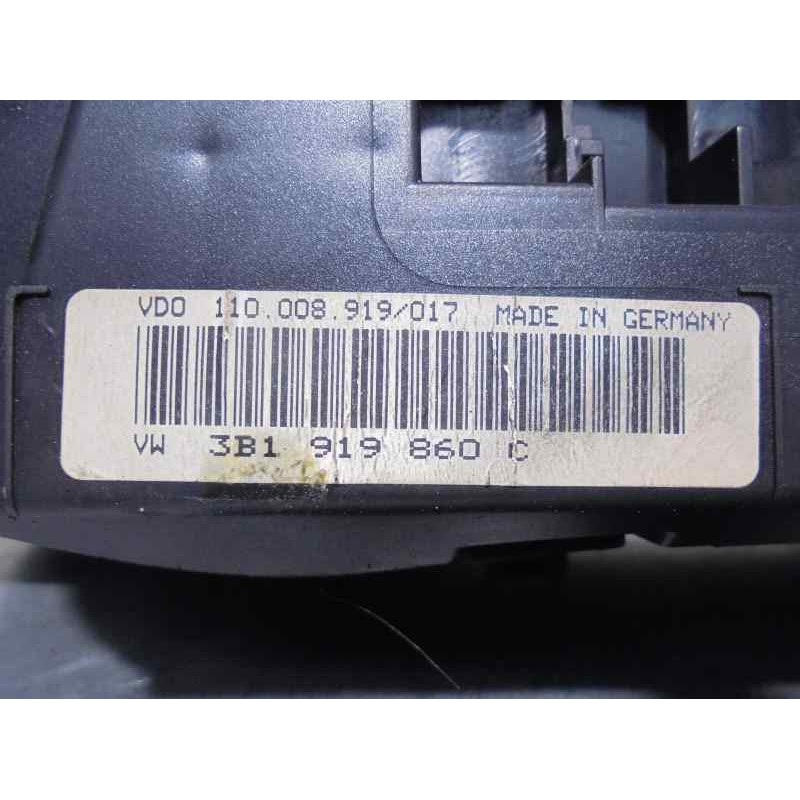 VDO 110.008.919/017 MADE IN GERMANY
VW 3B1 919 860 C